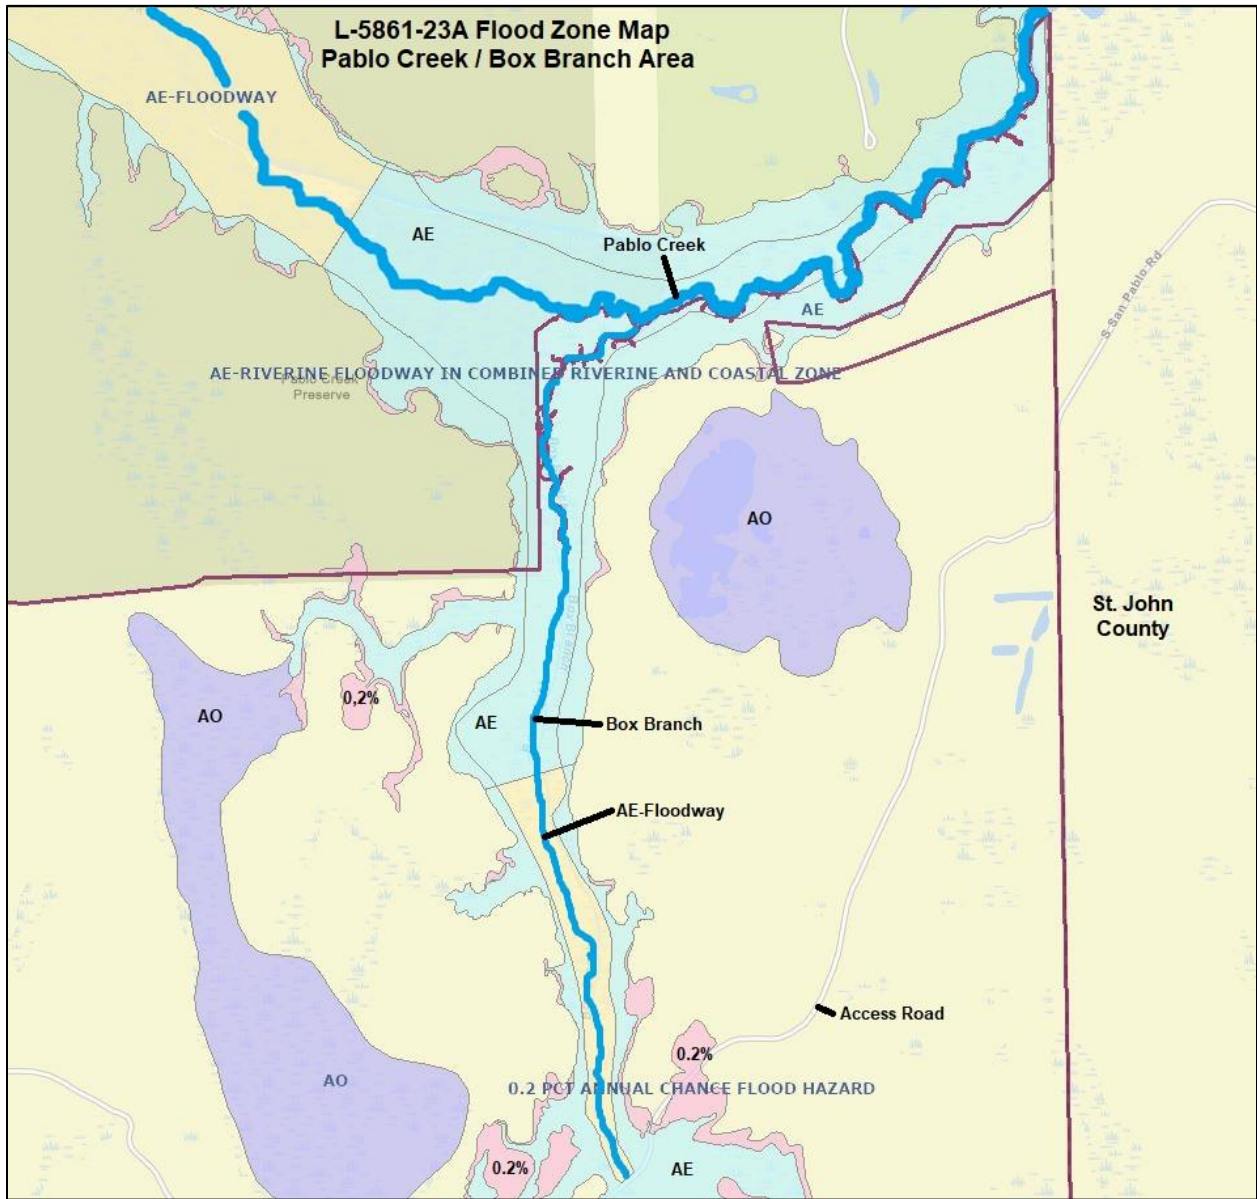 L-5861-23A Flood Zone Map
Pablo Creek / Box Branch Area
AE-FLOODWAY
AE
Pablo Creek
S San Pablo Rd
AE
AE-RIVERINE FLOODWAY IN COMBINED RIVERINE AND COASTAL ZONE
Pablo Creek
Preserve
AO
Box Branch
St. John
County
0,2%
AO
AE
Box Branch
AE-Floodway
Access Road
0.2%
AO
0.2 PCT ANNUAL CHANCE FLOOD HAZARD
0.2%
AE